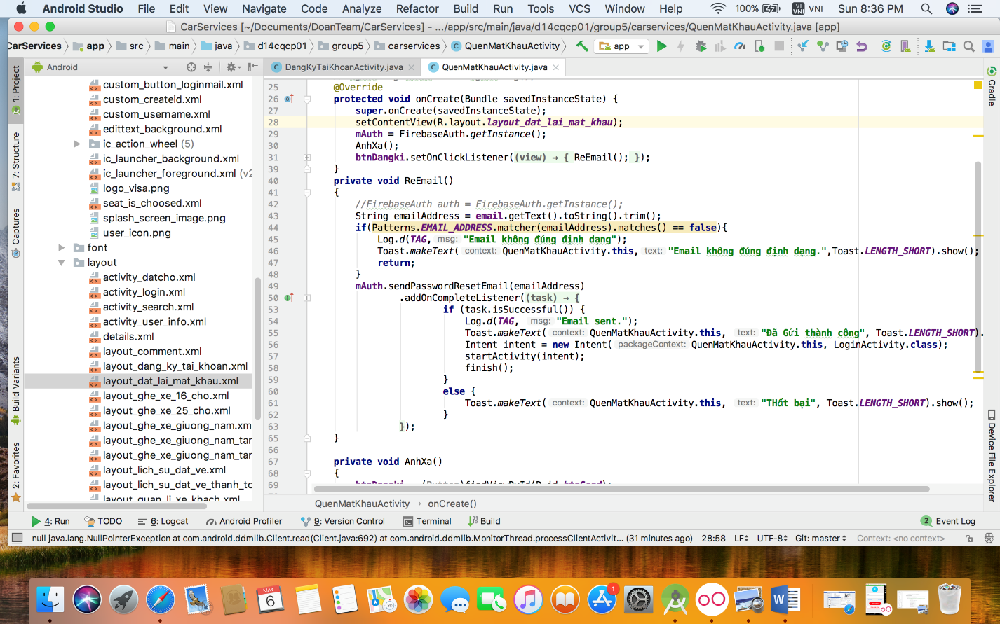 Android Studio File Edit View Navigate Code Analyze Refactor Build Run Tools VCS Window Help 100% VI VNI VNI Sun 8:36 PM
CarServices [~/Documents/DoanTeam/CarServices] - .../app/src/main/java/d14cqcp01/group5/carservices/QuenMatKhauActivity.java [app]
CarServices app src main java d14cqcp01 group5 carservices QuenMatKhauActivity app
Android
DangKyTaiKhoanActivity.java QuenMatKhauActivity.java
1: Project
7: Structure
Captures
Build Variants
2: Favorites
custom_button_loginmail.xml
custom_createid.xml
custom_username.xml
edittext_background.xml
ic_action_wheel (5)
ic_launcher_background.xml
ic_launcher_foreground.xml (v2
logo_visa.png
seat_is_choosed.xml
splash_screen_image.png
user_icon.png
font
layout
activity_datcho.xml
activity_login.xml
activity_search.xml
activity_user_info.xml
details.xml
layout_comment.xml
layout_dang_ky_tai_khoan.xml
layout_dat_lai_mat_khau.xml
layout_ghe_xe_16_cho.xml
layout_ghe_xe_25_cho.xml
layout_ghe_xe_giuong_nam.xm
layout_ghe_xe_giuong_nam_tar
layout_ghe_xe_giuong_nam_tar
layout_lich_su_dat_ve.xml
layout_lich_su_dat_ve_thanh_to
layout_quan_li_xe_khach.xml
25 @Override
26 protected void onCreate(Bundle savedInstanceState) {
27 super.onCreate(savedInstanceState);
28 setContentView(R.layout.layout_dat_lai_mat_khau);
29 mAuth = FirebaseAuth.getInstance();
30 AnhXa();
31 btnDangki.setOnClickListener((view) → { ReEmail(); });
39 }
40 private void ReEmail()
41 {
42 //FirebaseAuth auth = FirebaseAuth.getInstance();
43 String emailAddress = email.getText().toString().trim();
44 if(Patterns.EMAIL_ADDRESS.matcher(emailAddress).matches() == false){
45 Log.d(TAG, msg: "Email không đúng định dạng");
46 Toast.makeText( context: QuenMatKhauActivity.this, text: "Email không đúng định dạng.",Toast.LENGTH_SHORT).show();
47 return;
48 }
49 mAuth.sendPasswordResetEmail(emailAddress)
50 .addOnCompleteListener((task) → {
53 if (task.isSuccessful()) {
54 Log.d(TAG, msg: "Email sent.");
55 Toast.makeText( context: QuenMatKhauActivity.this, text: "Đã Gửi thành công", Toast.LENGTH_SHORT).
56 Intent intent = new Intent( packageContext: QuenMatKhauActivity.this, LoginActivity.class);
57 startActivity(intent);
58 finish();
59 }
60 else {
61 Toast.makeText( context: QuenMatKhauActivity.this, text: "THất bại", Toast.LENGTH_SHORT).show();
62 }
63 });
65 }
66
67 private void AnhXa()
68 {
69 btnDangki = (Button)findViewById(R.id.btnSend);
Gradle
Device File Explorer
QuenMatKhauActivity › onCreate()
4: Run TODO 6: Logcat Android Profiler 9: Version Control Terminal Build 2 Event Log
null java.lang.NullPointerException at com.android.ddmlib.Client.read(Client.java:692) at com.android.ddmlib.MonitorThread.processClientActivit... (31 minutes ago) 28:58 LF UTF-8 Git: master Context: <no context>
MAY
6
3D
1
W